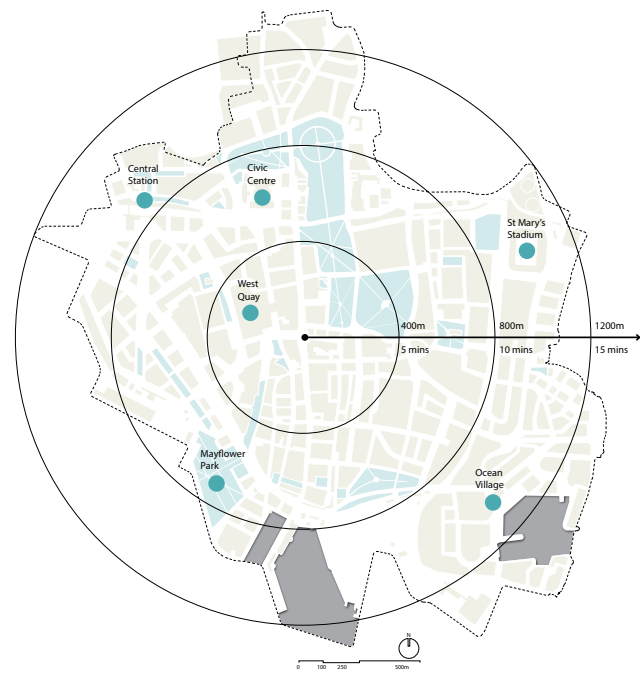 Central
Station
Civic
Centre
St Mary's
Stadium
West
Quay
400m
800m
1200m
5 mins
10 mins
15 mins
Mayflower
Park
Ocean
Village
N
0 100 250 500m